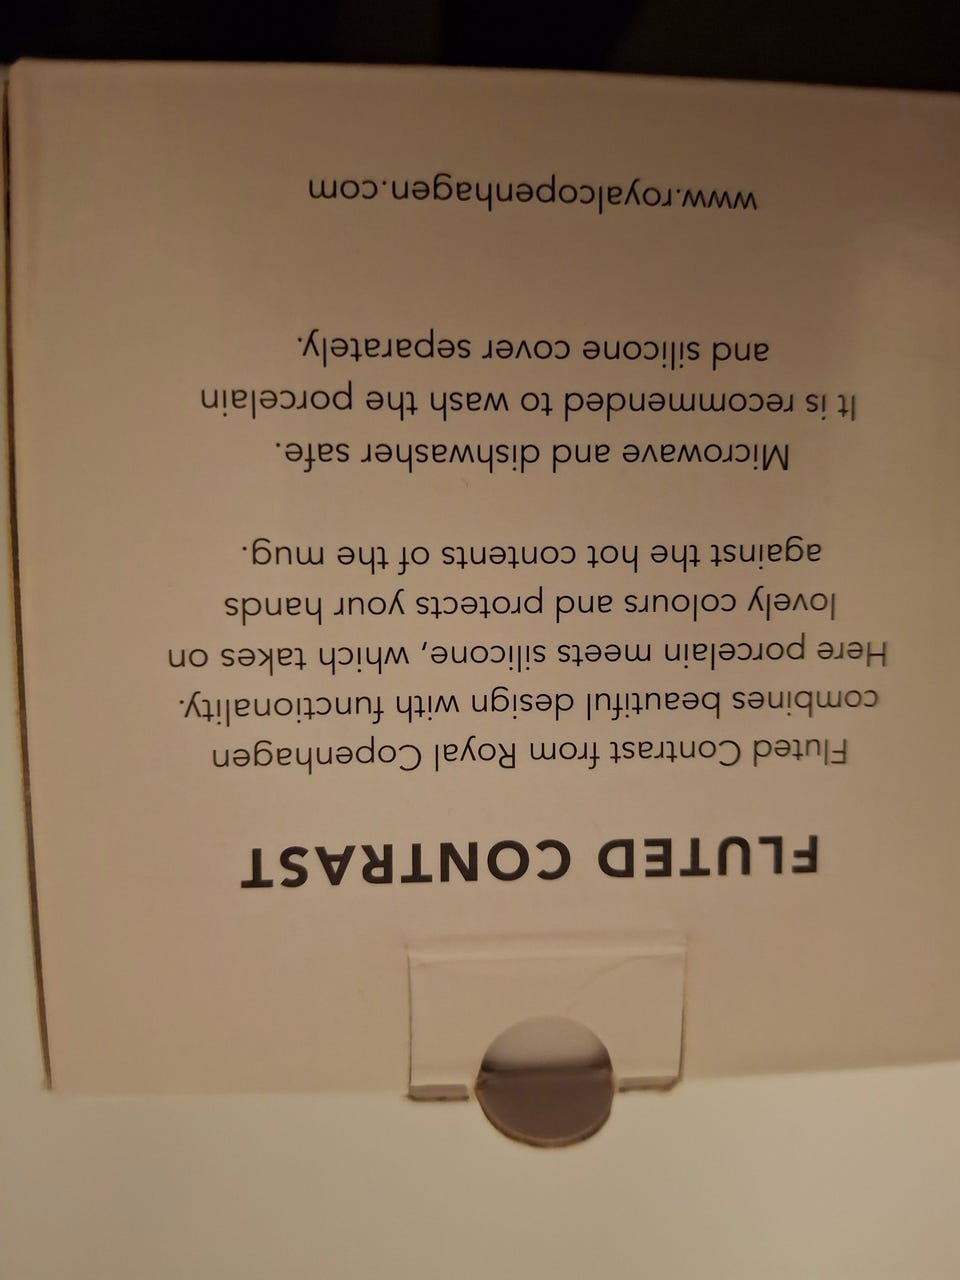 FLUTED CONTRAST
Fluted Contrast from Royal Copenhagen
combines beautiful design with functionality.
Here porcelain meets silicone, which takes on
lovely colours and protects your hands
against the hot contents of the mug.
Microwave and dishwasher safe.
It is recommended to wash the porcelain
and silicone cover separately.
www.royalcopenhagen.com